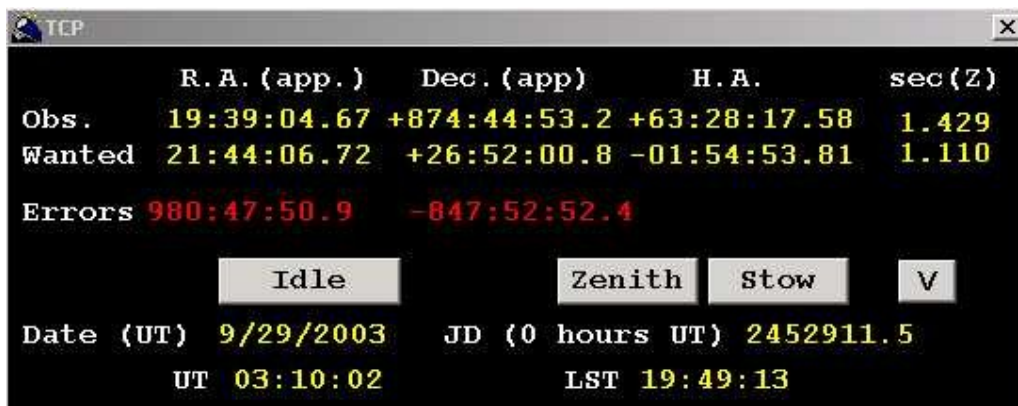 TCP
R.A.(app.) Dec.(app) H.A. sec(Z)
Obs. 19:39:04.67 +874:44:53.2 +63:28:17.58 1.429
Wanted 21:44:06.72 +26:52:00.8 -01:54:53.81 1.110
Errors 980:47:50.9 -847:52:52.4
Idle Zenith Stow V
Date (UT) 9/29/2003 JD (0 hours UT) 2452911.5
UT 03:10:02 LST 19:49:13